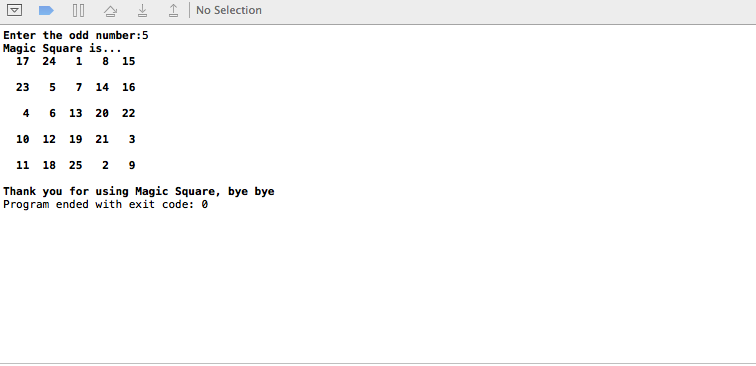 No Selection
Enter the odd number:5
Magic Square is...
17 24 1 8 15
23 5 7 14 16
4 6 13 20 22
10 12 19 21 3
11 18 25 2 9
Thank you for using Magic Square, bye bye
Program ended with exit code: 0